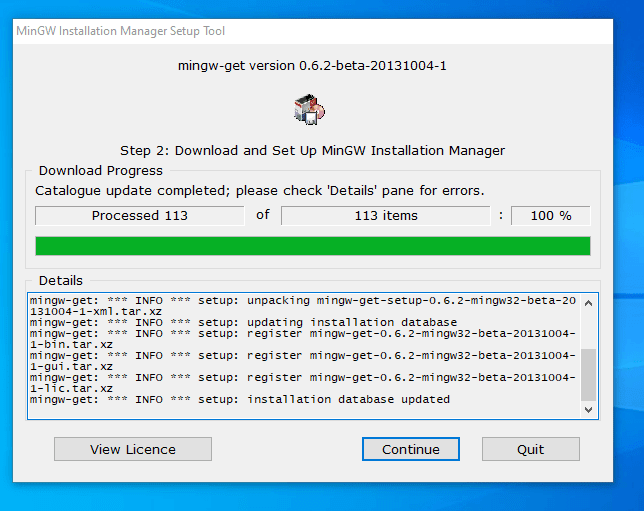 MinGW Installation Manager Setup Tool
mingw-get version 0.6.2-beta-20131004-1
Step 2: Download and Set Up MinGW Installation Manager
Download Progress
Catalogue update completed; please check 'Details' pane for errors.
Processed 113 of 113 items : 100 %
Details
mingw-get: *** INFO *** setup: unpacking mingw-get-setup-0.6.2-mingw32-beta-20
131004-1-xml.tar.xz
mingw-get: *** INFO *** setup: updating installation database
mingw-get: *** INFO *** setup: register mingw-get-0.6.2-mingw32-beta-20131004-
1-bin.tar.xz
mingw-get: *** INFO *** setup: register mingw-get-0.6.2-mingw32-beta-20131004-
1-gui.tar.xz
mingw-get: *** INFO *** setup: register mingw-get-0.6.2-mingw32-beta-20131004-
1-lic.tar.xz
mingw-get: *** INFO *** setup: installation database updated
View Licence Continue Quit